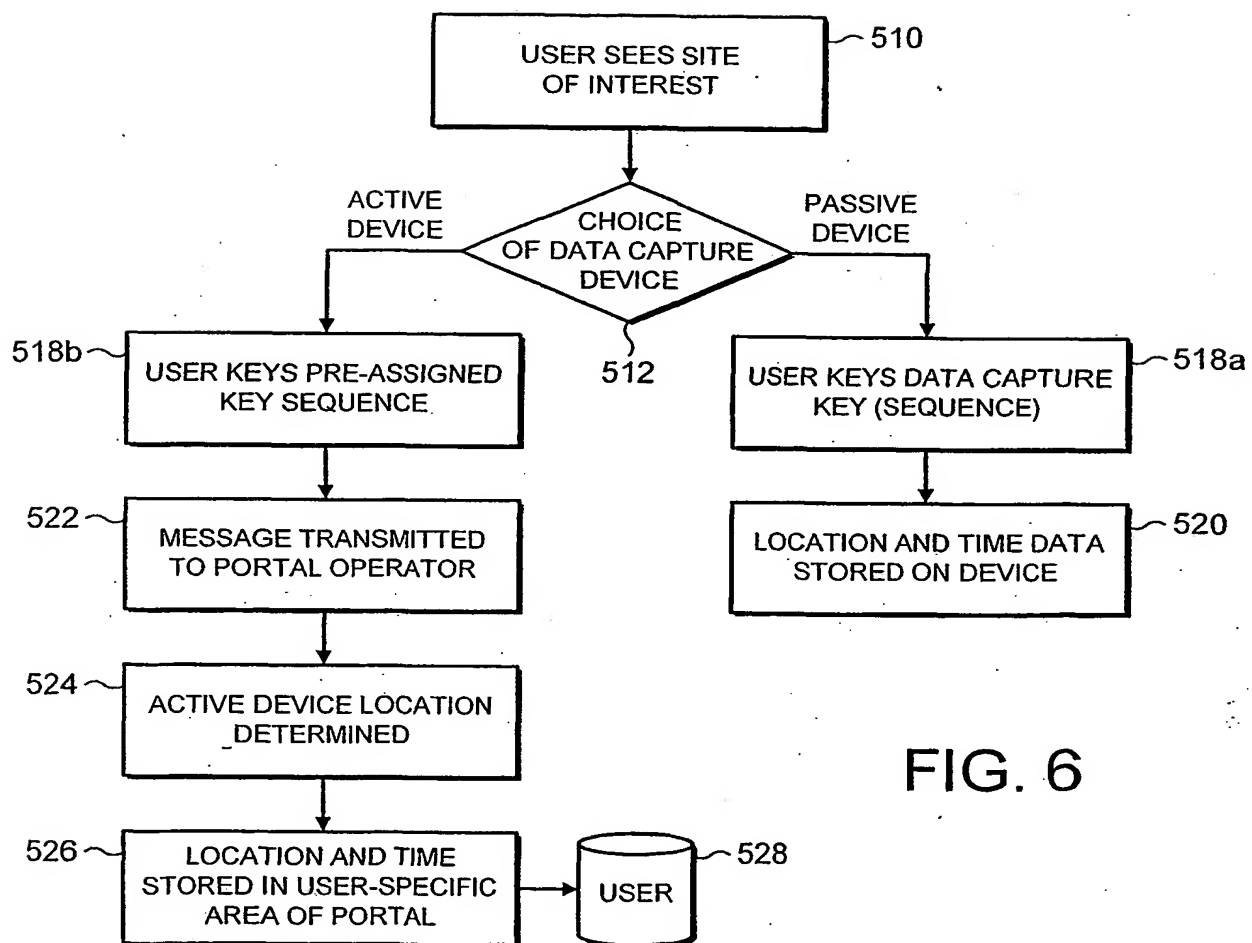 510
USER SEES SITE
OF INTEREST
ACTIVE
DEVICE
CHOICE
OF DATA CAPTURE
DEVICE
PASSIVE
DEVICE
512
518b
USER KEYS PRE-ASSIGNED
KEY SEQUENCE
518a
USER KEYS DATA CAPTURE
KEY (SEQUENCE)
522
MESSAGE TRANSMITTED
TO PORTAL OPERATOR
520
LOCATION AND TIME DATA
STORED ON DEVICE
524
ACTIVE DEVICE LOCATION
DETERMINED
FIG. 6
526
LOCATION AND TIME
STORED IN USER-SPECIFIC
AREA OF PORTAL
528
USER